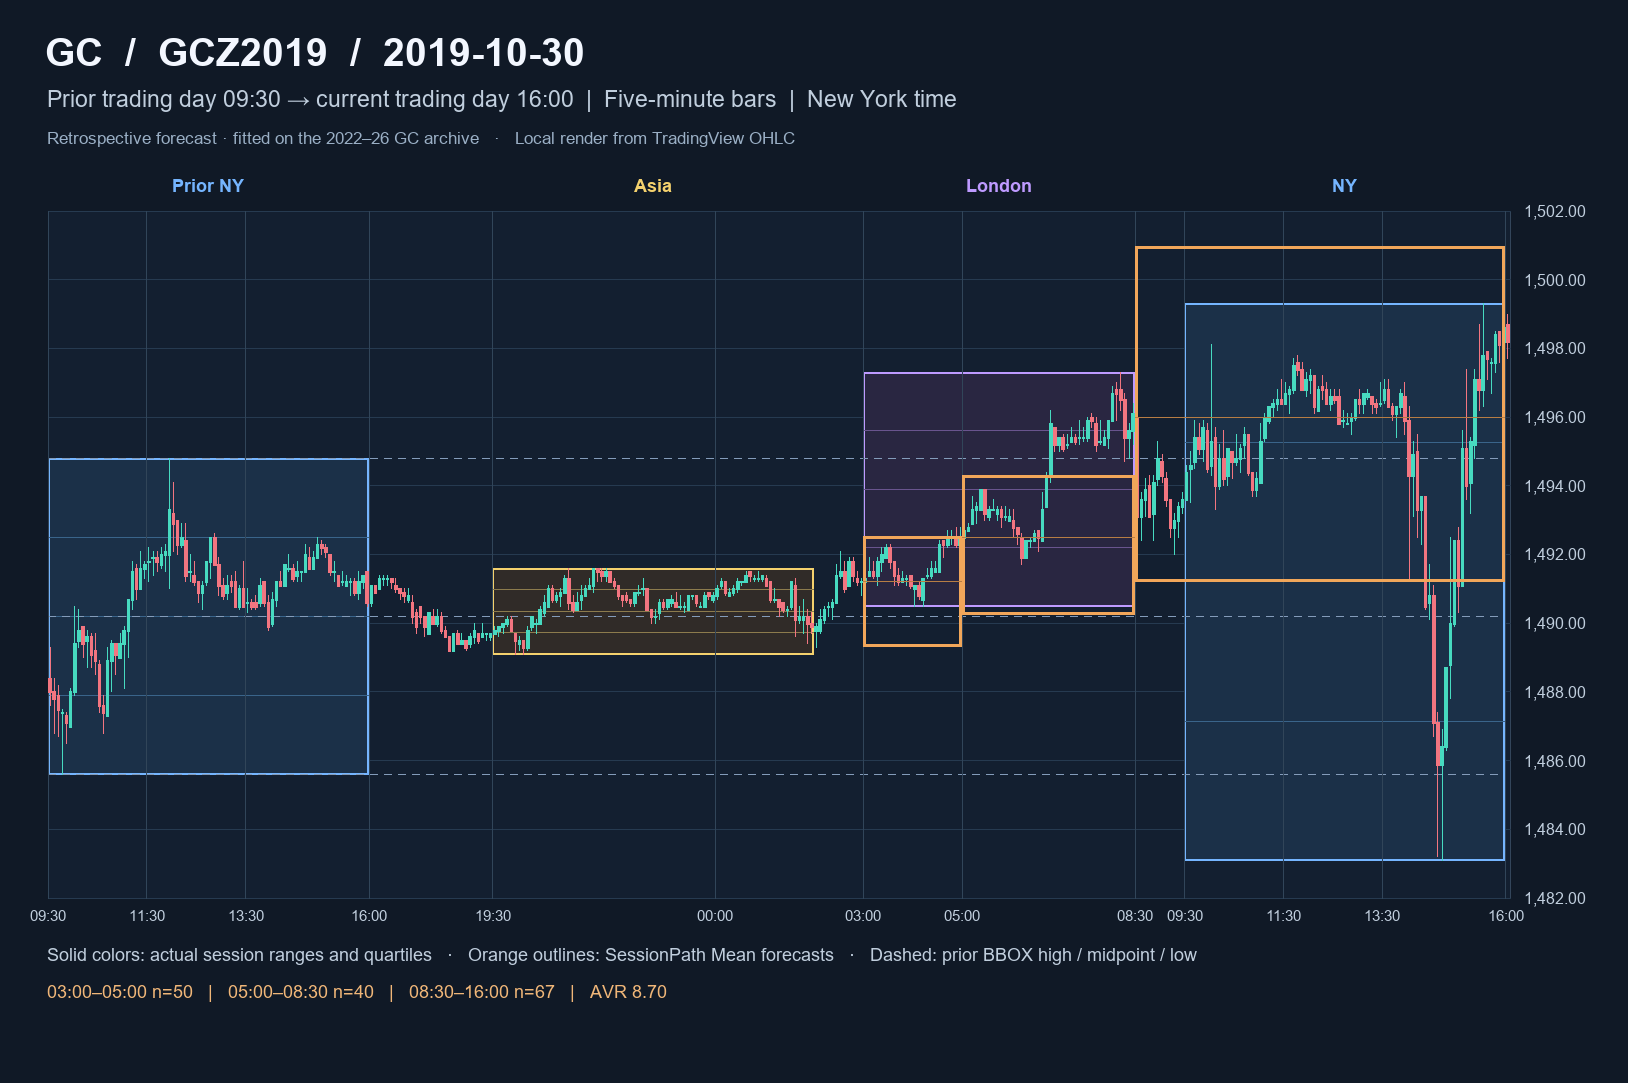 GC / GCZ2019 / 2019-10-30
Prior trading day 09:30 → current trading day 16:00 | Five-minute bars | New York time
Retrospective forecast · fitted on the 2022–26 GC archive · Local render from TradingView OHLC
Prior NY Asia London NY
1,502.00
1,500.00
1,498.00
1,496.00
1,494.00
1,492.00
1,490.00
1,488.00
1,486.00
1,484.00
1,482.00
09:30 11:30 13:30 16:00 19:30 00:00 03:00 05:00 08:30 09:30 11:30 13:30 16:00
Solid colors: actual session ranges and quartiles · Orange outlines: SessionPath Mean forecasts · Dashed: prior BBOX high / midpoint / low
03:00–05:00 n=50 | 05:00–08:30 n=40 | 08:30–16:00 n=67 | AVR 8.70